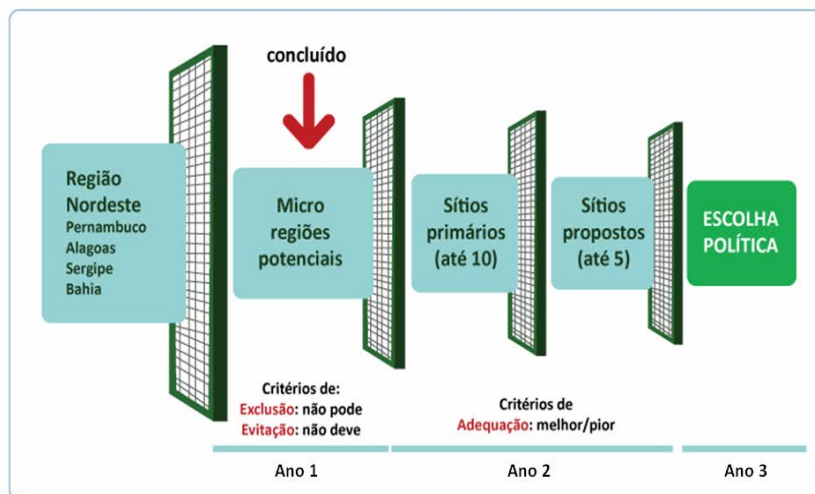 concluído
Região
Nordeste
Pernambuco
Alagoas
Sergipe
Bahia
Micro
regiões
potenciais
Sítios
primários
(até 10)
Sítios
propostos
(até 5)
ESCOLHA
POLÍTICA
Critérios de:
Exclusão: não pode
Evitação: não deve
Critérios de
Adequação: melhor/pior
Ano 1
Ano 2
Ano 3